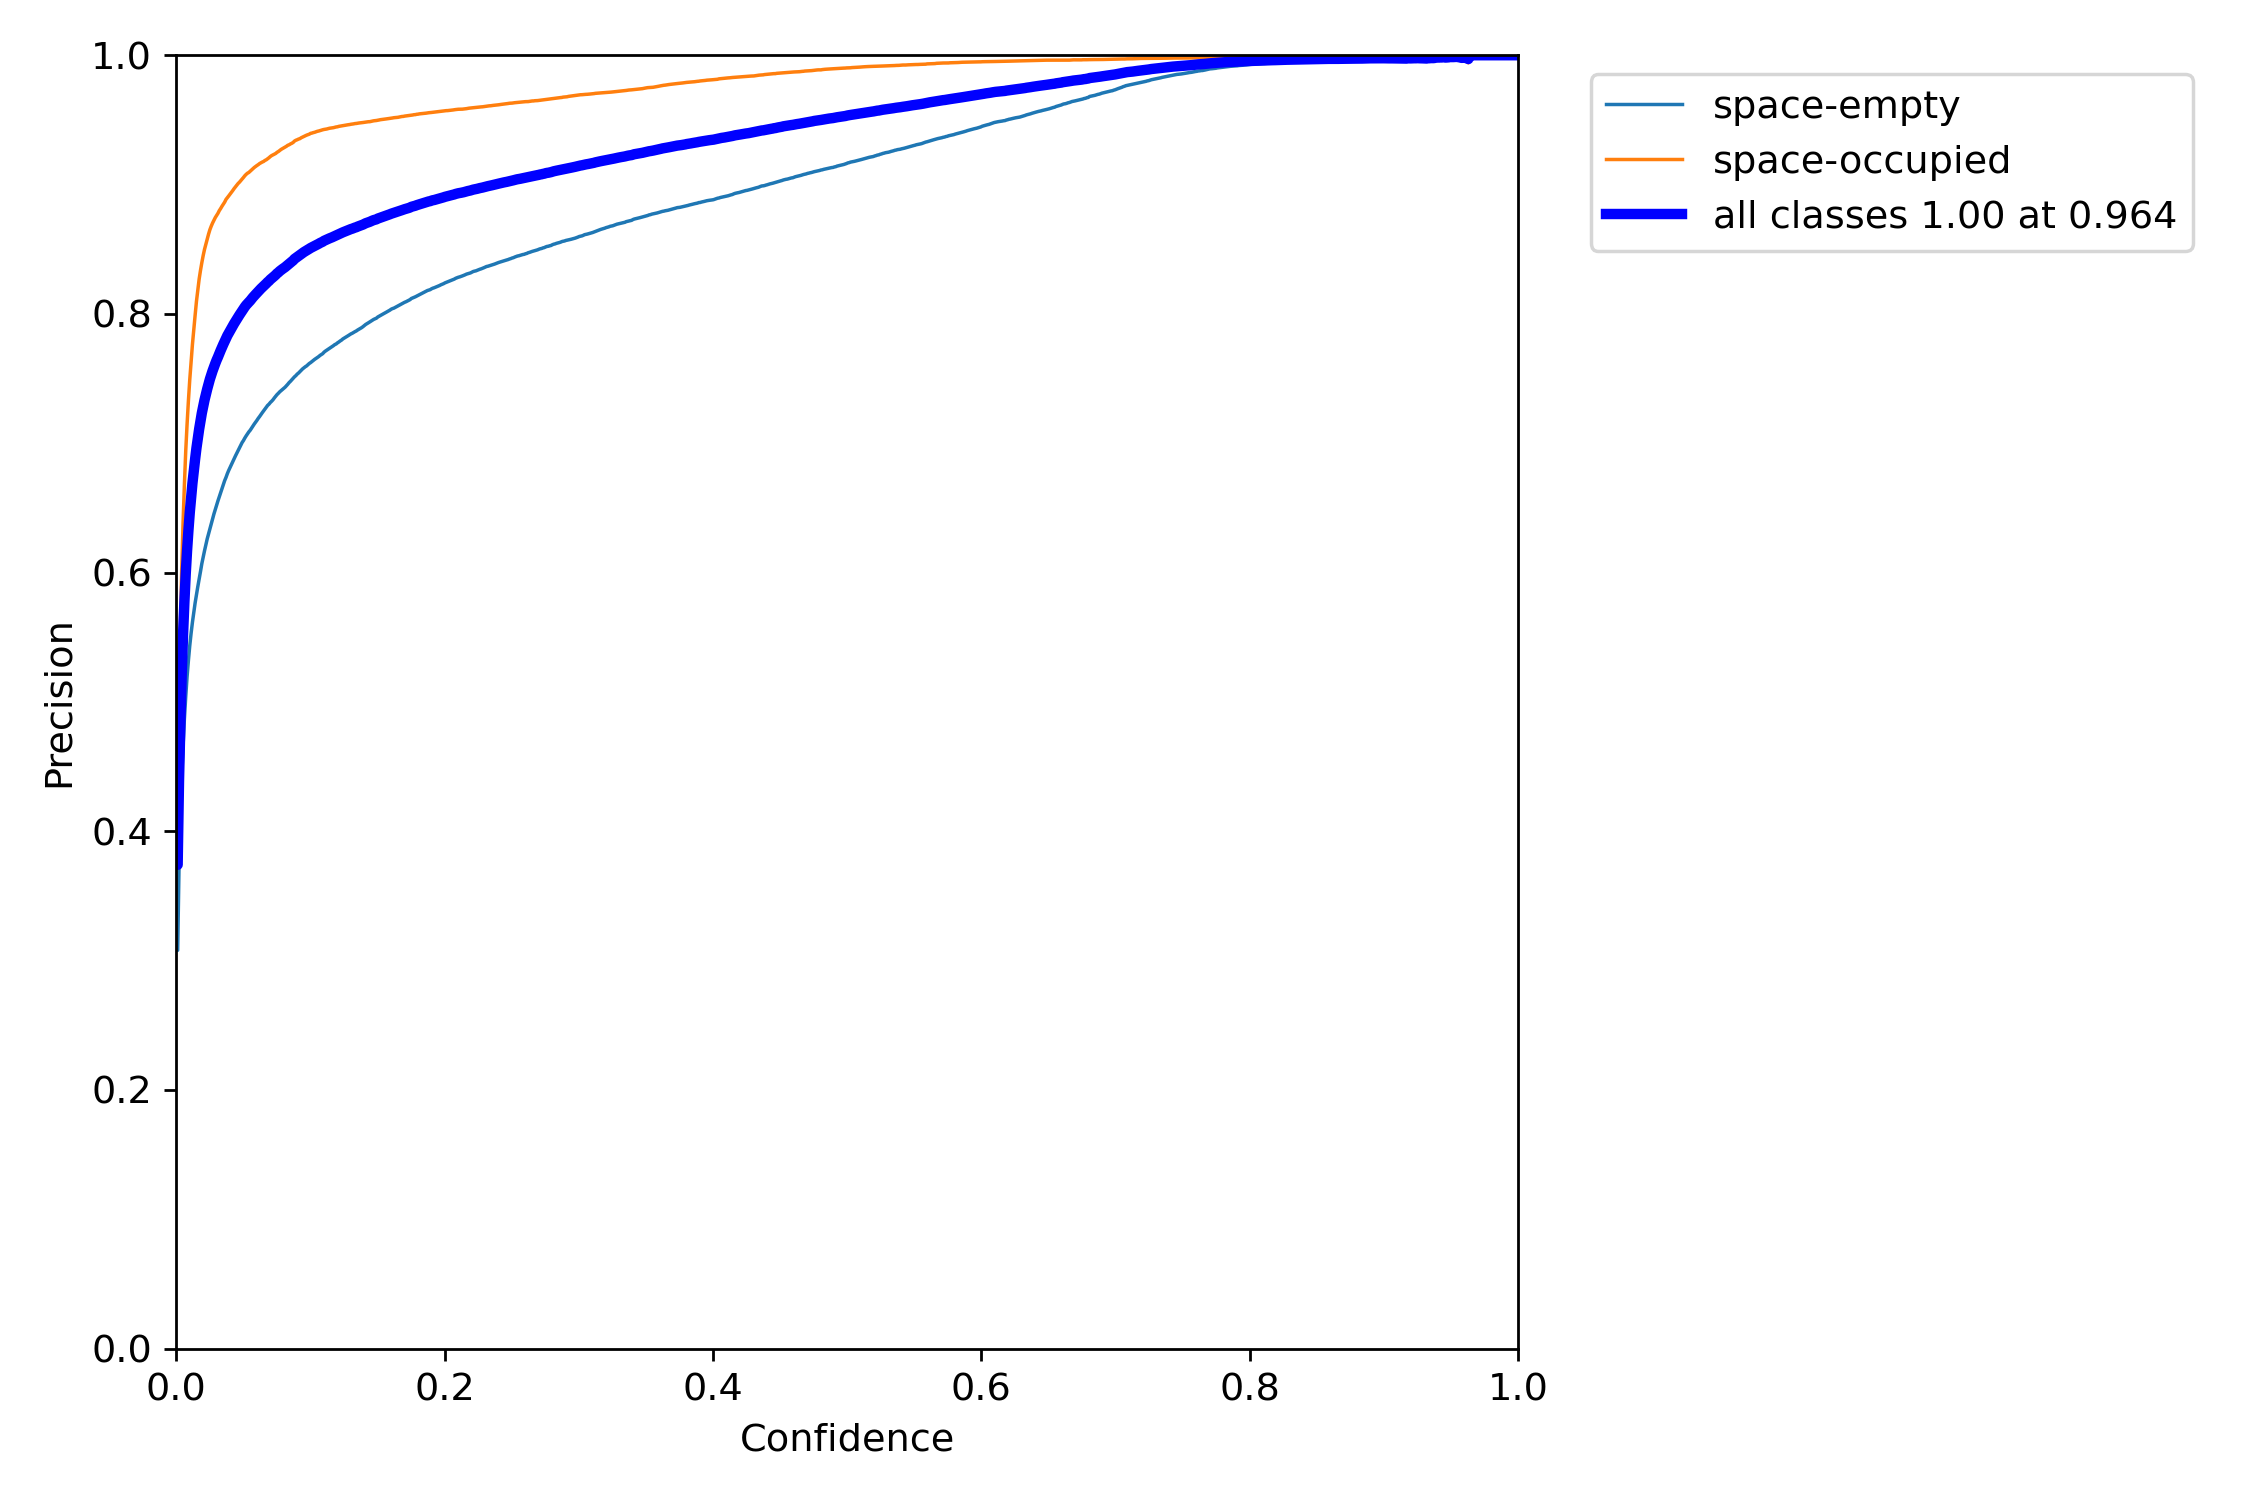 1.0
0.8
0.6
0.4
0.2
0.0
Precision
0.0 0.2 0.4 0.6 0.8 1.0
Confidence
space-empty
space-occupied
all classes 1.00 at 0.964